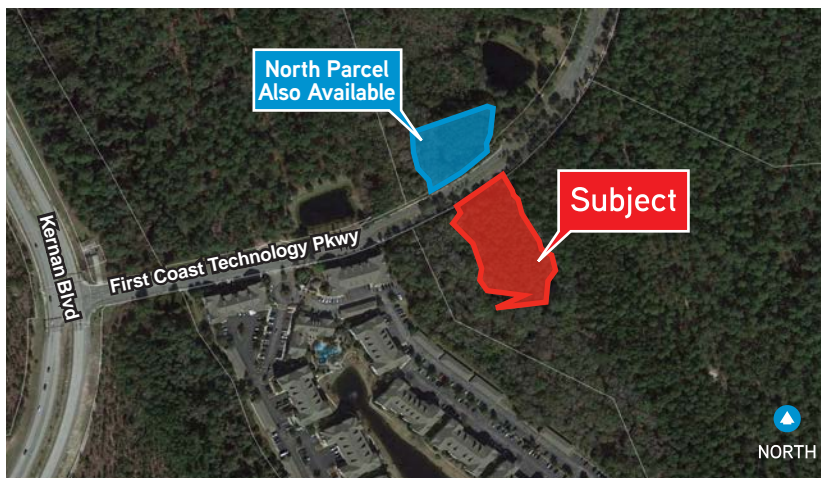 North Parcel
Also Available
Subject
Kernan Blvd
First Coast Technology Pkwy
NORTH